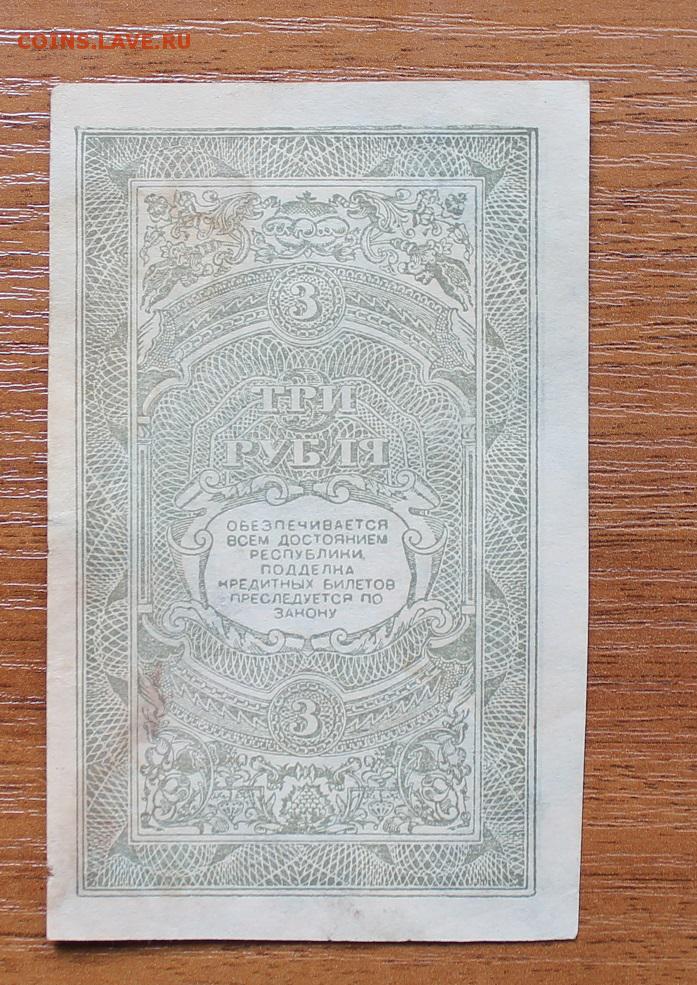 COINS.LAVE.RU
3
ТРИ
РУБЛЯ
ОБЕЗПЕЧИВАЕТСЯ
ВСЕМ ДОСТОЯНИЕМ
РЕСПУБЛИКИ,
ПОДДЕЛКА
КРЕДИТНЫХ БИЛЕТОВ
ПРЕСЛЕДУЕТСЯ ПО
ЗАКОНУ
3